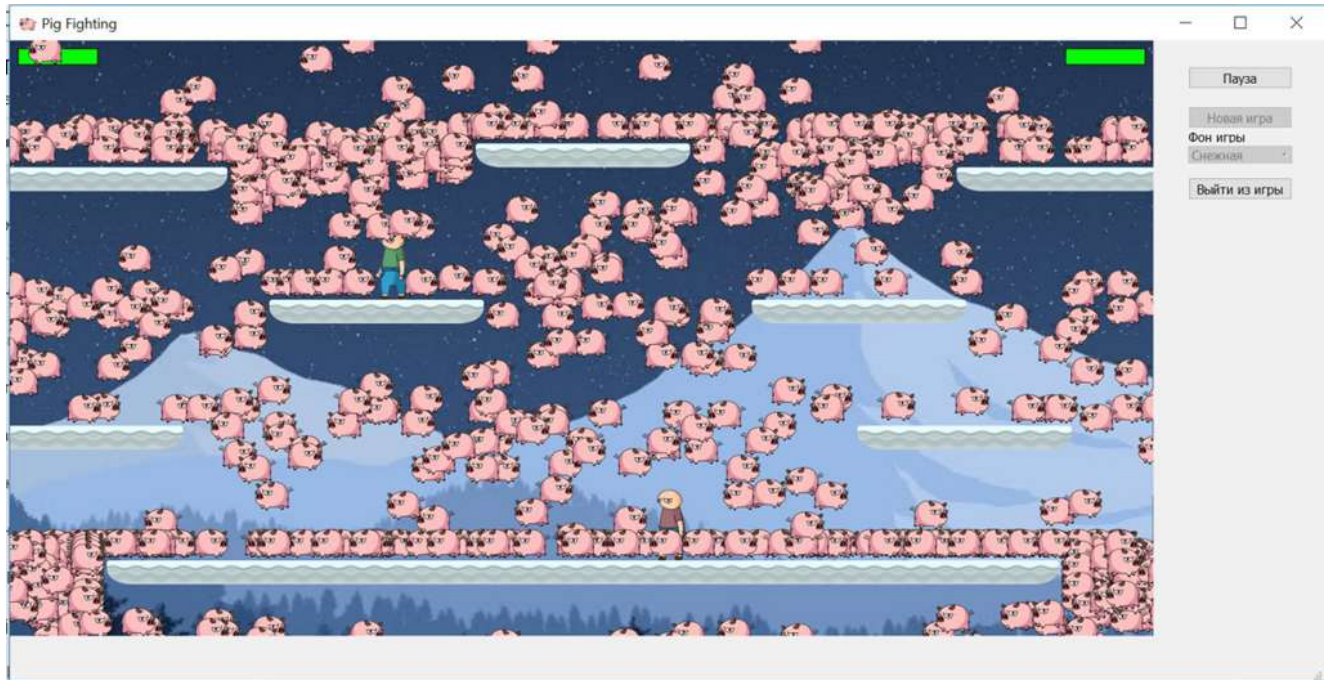 Pig Fighting
Пауза
Новая игра
Фон игры
Снежная
Выйти из игры